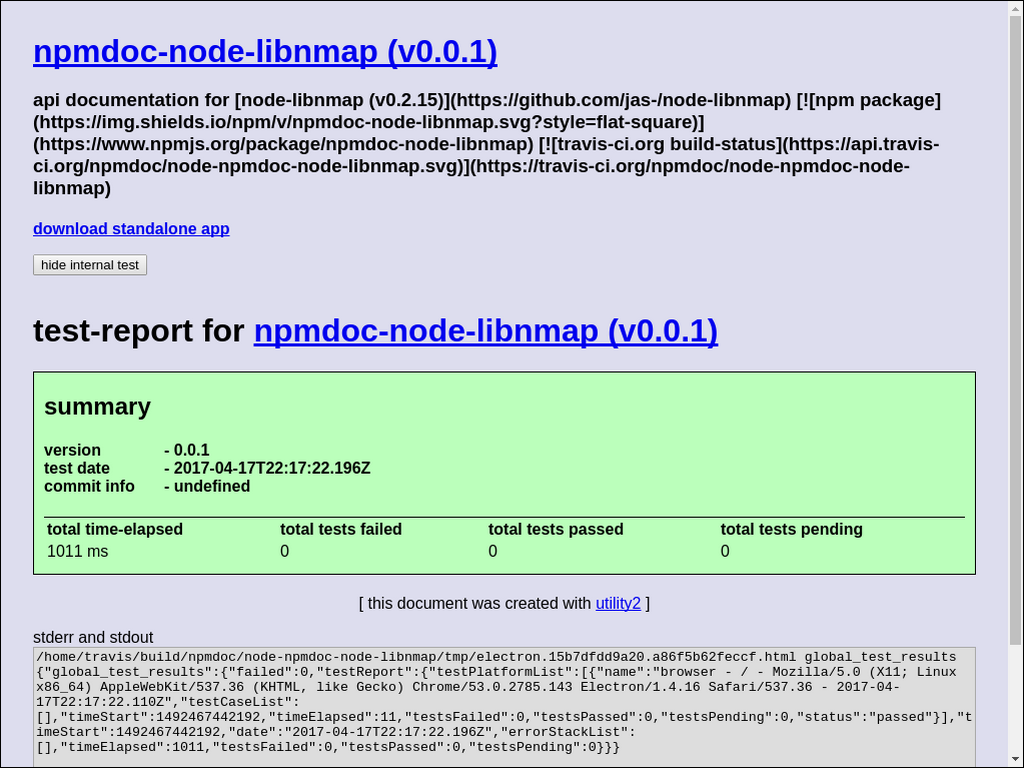 npmdoc-node-libnmap (v0.0.1)
api documentation for [node-libnmap (v0.2.15)](https://github.com/jas-/node-libnmap) [![npm package]
(https://img.shields.io/npm/v/npmdoc-node-libnmap.svg?style=flat-square)]
(https://www.npmjs.org/package/npmdoc-node-libnmap) [![travis-ci.org build-status](https://api.travis-
ci.org/npmdoc/node-npmdoc-node-libnmap.svg)](https://travis-ci.org/npmdoc/node-npmdoc-node-
libnmap)
download standalone app
hide internal test
test-report for npmdoc-node-libnmap (v0.0.1)
summary
version - 0.0.1
test date - 2017-04-17T22:17:22.196Z
commit info - undefined
total time-elapsed total tests failed total tests passed total tests pending
1011 ms 0 0 0
[ this document was created with utility2 ]
stderr and stdout
/home/travis/build/npmdoc/node-npmdoc-node-libnmap/tmp/electron.15b7dfdd9a20.a86f5b62feccf.html global_test_results
{"global_test_results":{"failed":0,"testReport":{"testPlatformList":[{"name":"browser - / - Mozilla/5.0 (X11; Linux
x86_64) AppleWebKit/537.36 (KHTML, like Gecko) Chrome/53.0.2785.143 Electron/1.4.16 Safari/537.36 - 2017-04-
17T22:17:22.110Z","testCaseList":
[],"timeStart":1492467442192,"timeElapsed":11,"testsFailed":0,"testsPassed":0,"testsPending":0,"status":"passed"}],"t
imeStart":1492467442192,"date":"2017-04-17T22:17:22.196Z","errorStackList":
[],"timeElapsed":1011,"testsFailed":0,"testsPassed":0,"testsPending":0}}}